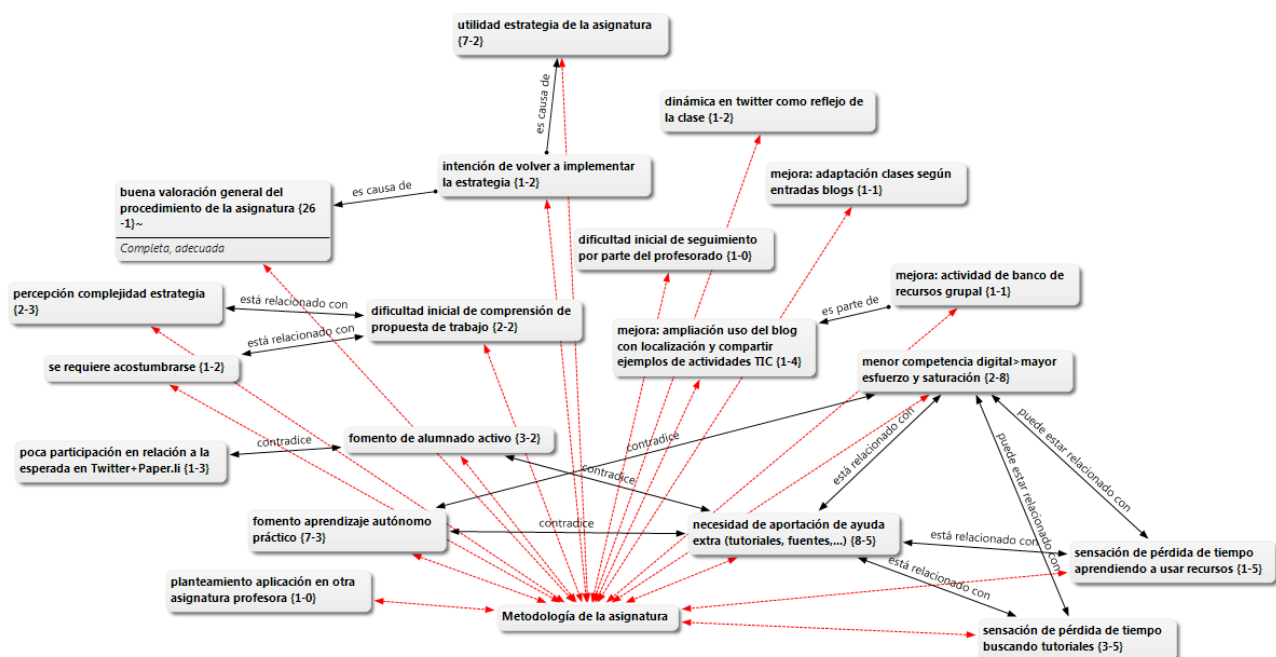 utilidad estrategia de la asignatura
{7-2}
es causa de
dinámica en twitter como reflejo de
la clase {1-2}
intención de volver a implementar
la estrategia {1-2}
mejora: adaptación clases según
entradas blogs {1-1}
es causa de
buena valoración general del
procedimiento de la asignatura {26
-1}~
Completa, adecuada
dificultad inicial de seguimiento
por parte del profesorado {1-0}
mejora: actividad de banco de
recursos grupal {1-1}
es parte de
percepción complejidad estrategia
{2-3}
está relacionado con
dificultad inicial de comprensión de
propuesta de trabajo {2-2}
mejora: ampliación uso del blog
con localización y compartir
ejemplos de actividades TIC {1-4}
está relacionado con
se requiere acostumbrarse {1-2}
menor competencia digital>mayor
esfuerzo y saturación {2-8}
puede estar relacionado con
puede estar relacionado con
está relacionado con
contradice
fomento de alumnado activo {3-2}
contradice
poca participación en relación a la
esperada en Twitter+Paper.li {1-3}
contradice
fomento aprendizaje autónomo
práctico {7-3}
contradice
necesidad de aportación de ayuda
extra (tutoriales, fuentes,...) {8-5}
está relacionado con
sensación de pérdida de tiempo
aprendiendo a usar recursos {1-5}
está relacionado con
planteamiento aplicación en otra
asignatura profesora {1-0}
Metodología de la asignatura
sensación de pérdida de tiempo
buscando tutoriales {3-5}